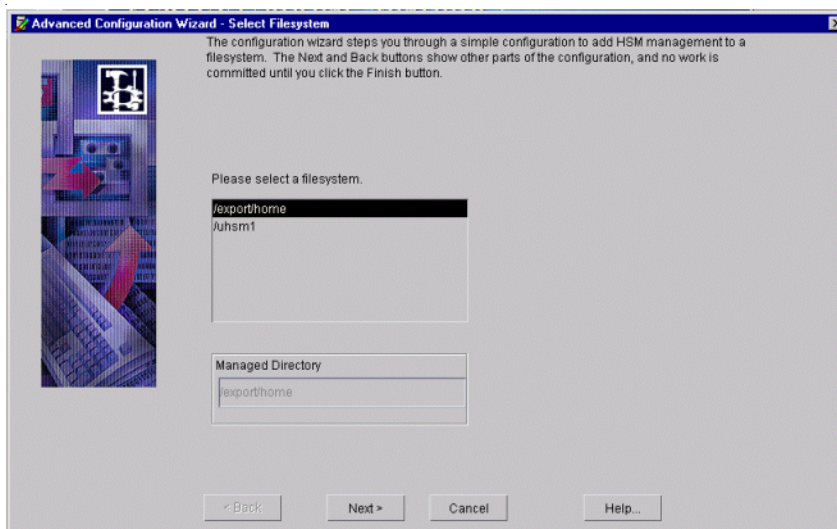 Advanced Configuration Wizard - Select Filesystem
The configuration wizard steps you through a simple configuration to add HSM management to a
filesystem. The Next and Back buttons show other parts of the configuration, and no work is
committed until you click the Finish button.
Please select a filesystem.
/export/home
/uhsm1
Managed Directory
/export/home
< Back
Next >
Cancel
Help...